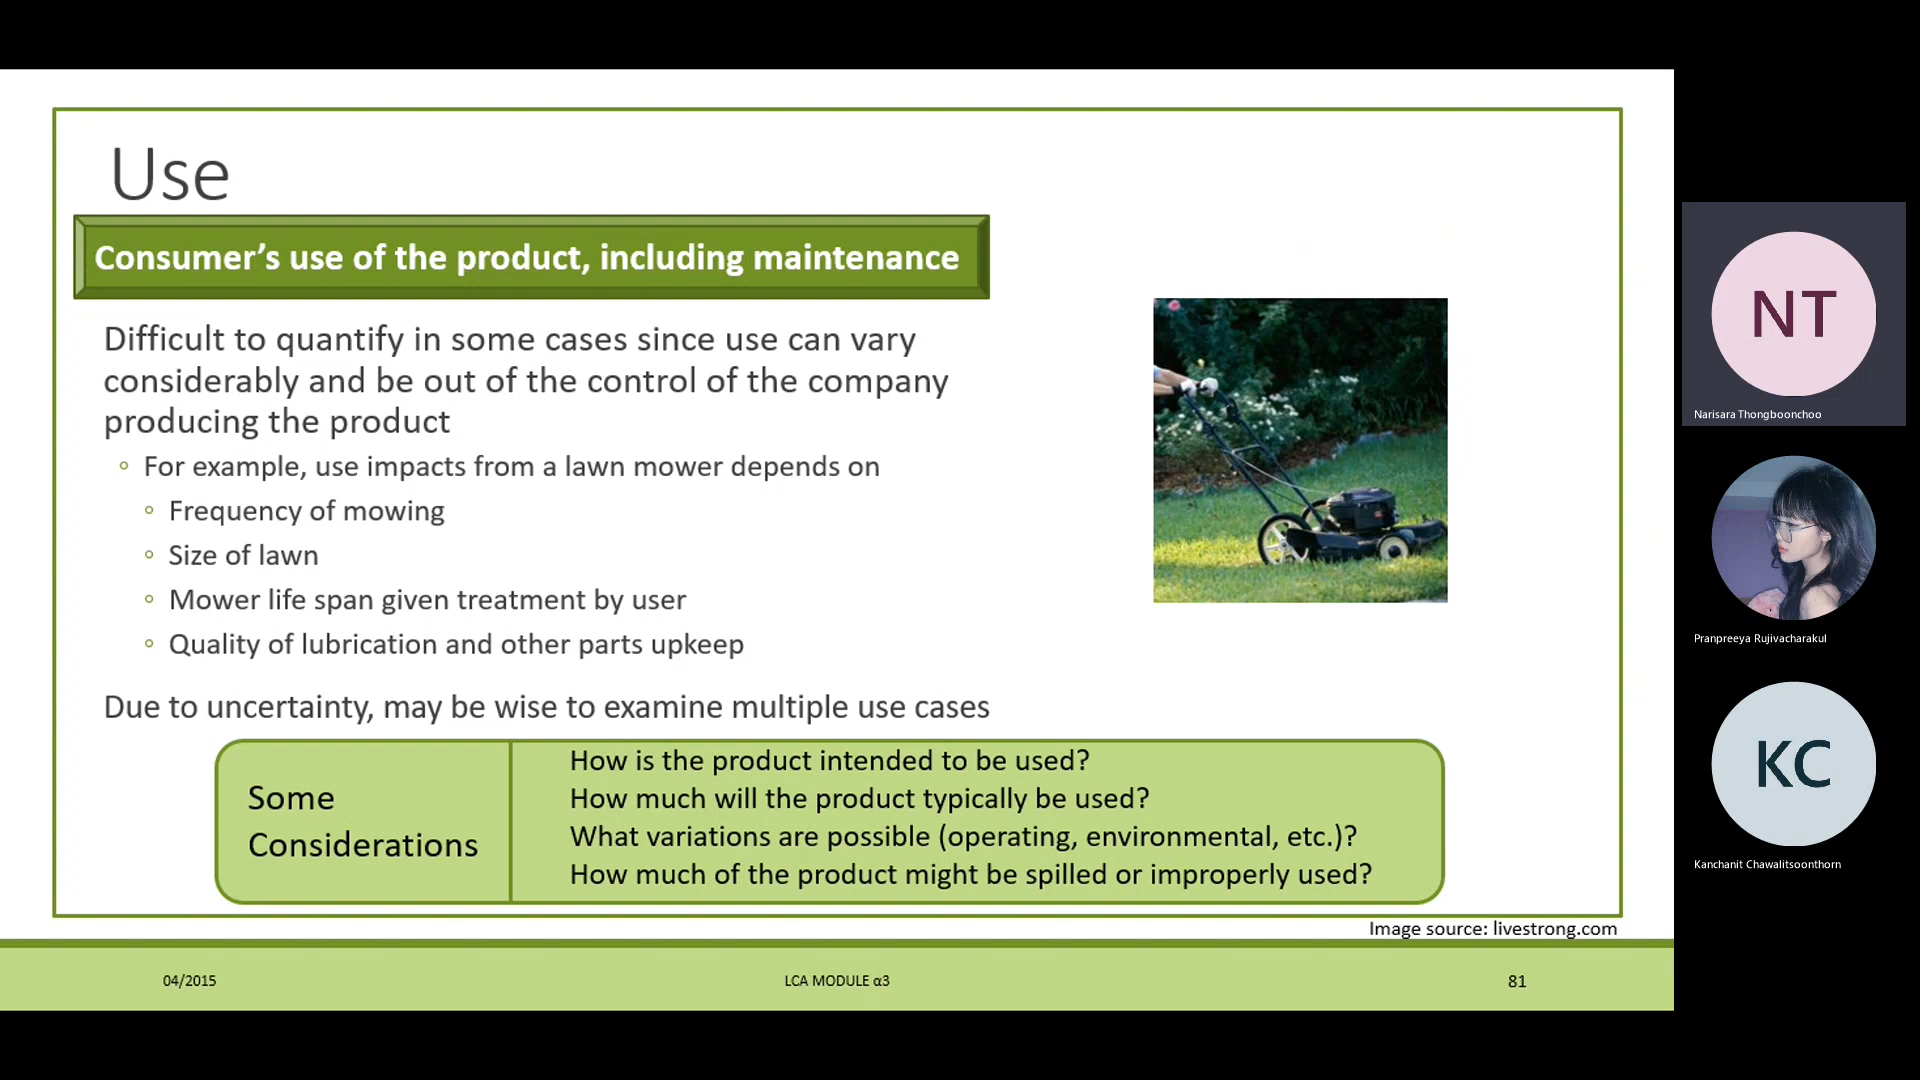 Use
Consumer’s use of the product, including maintenance
Difficult to quantify in some cases since use can vary
considerably and be out of the control of the company
producing the product
◦ For example, use impacts from a lawn mower depends on
◦ Frequency of mowing
◦ Size of lawn
◦ Mower life span given treatment by user
◦ Quality of lubrication and other parts upkeep
Due to uncertainty, may be wise to examine multiple use cases
Some
Considerations
How is the product intended to be used?
How much will the product typically be used?
What variations are possible (operating, environmental, etc.)?
How much of the product might be spilled or improperly used?
Image source: livestrong.com
04/2015
LCA MODULE α3
81
NT
Narisara Thongboonchoo
Pranpreeya Rujivacharakul
KC
Kanchanit Chawalitsoonthorn